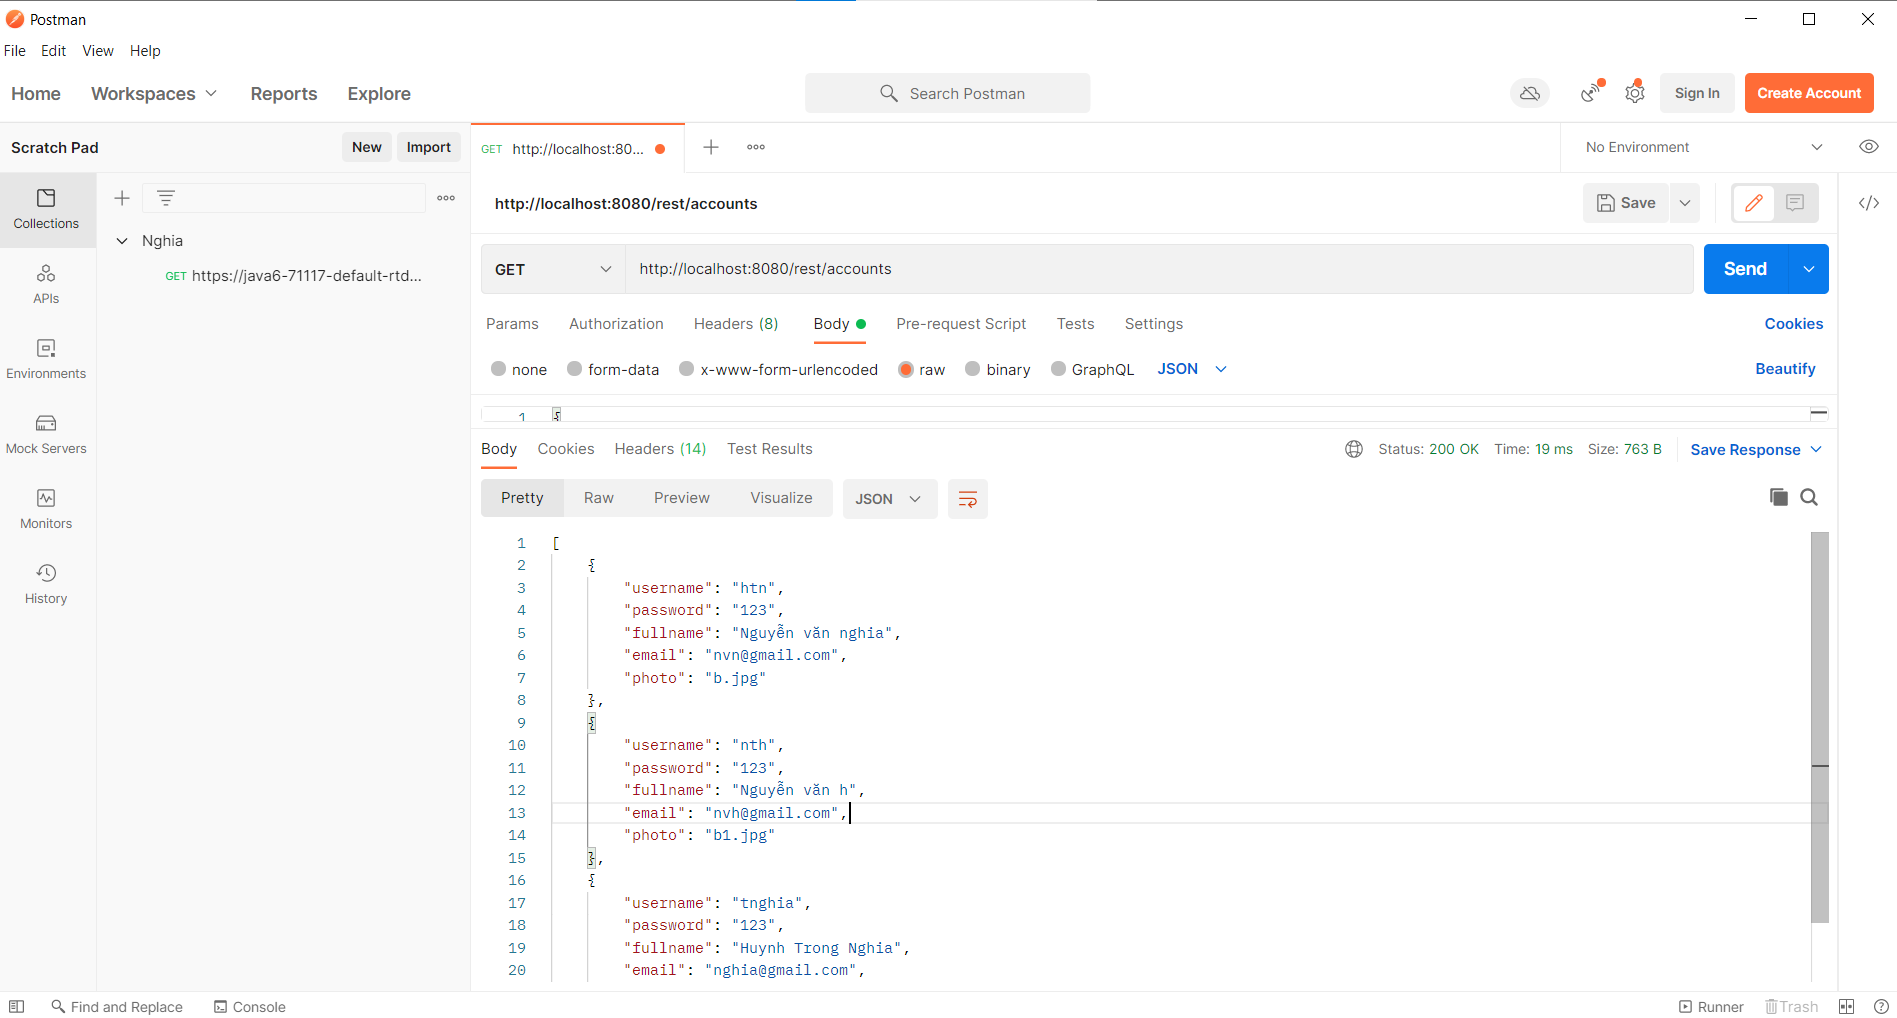 Postman
File Edit View Help
Home Workspaces Reports Explore Search Postman Sign In Create Account
Scratch Pad New Import
GET http://localhost:80... No Environment
Collections
APIs
Environments
Mock Servers
Monitors
History
Nghia
GET https://java6-71117-default-rtd...
http://localhost:8080/rest/accounts Save
GET http://localhost:8080/rest/accounts Send
Params Authorization Headers (8) Body Pre-request Script Tests Settings Cookies
none form-data x-www-form-urlencoded raw binary GraphQL JSON Beautify
1 {
Body Cookies Headers (14) Test Results Status: 200 OK Time: 19 ms Size: 763 B Save Response
Pretty Raw Preview Visualize JSON
1 [
2 {
3 "username": "htn",
4 "password": "123",
5 "fullname": "Nguyễn văn nghia",
6 "email": "nvn@gmail.com",
7 "photo": "b.jpg"
8 },
9 {
10 "username": "nth",
11 "password": "123",
12 "fullname": "Nguyễn văn h",
13 "email": "nvh@gmail.com",
14 "photo": "b1.jpg"
15 },
16 {
17 "username": "tnghia",
18 "password": "123",
19 "fullname": "Huynh Trong Nghia",
20 "email": "nghia@gmail.com",
Find and Replace Console Runner Trash